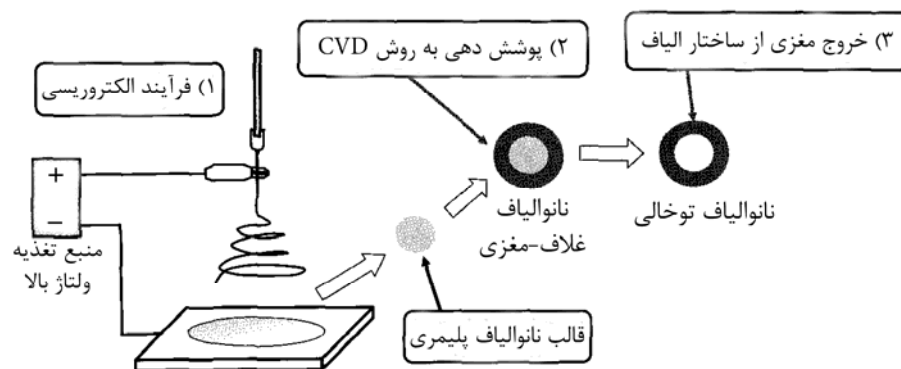 ۱) فرآیند الکتروریسی
۲) پوشش دهی به روش CVD
۳) خروج مغزی از ساختار الیاف
+
−
منبع تغذیه
ولتاژ بالا
قالب نانوالیاف پلیمری
نانوالیاف
غلاف-مغزی
نانوالیاف توخالی